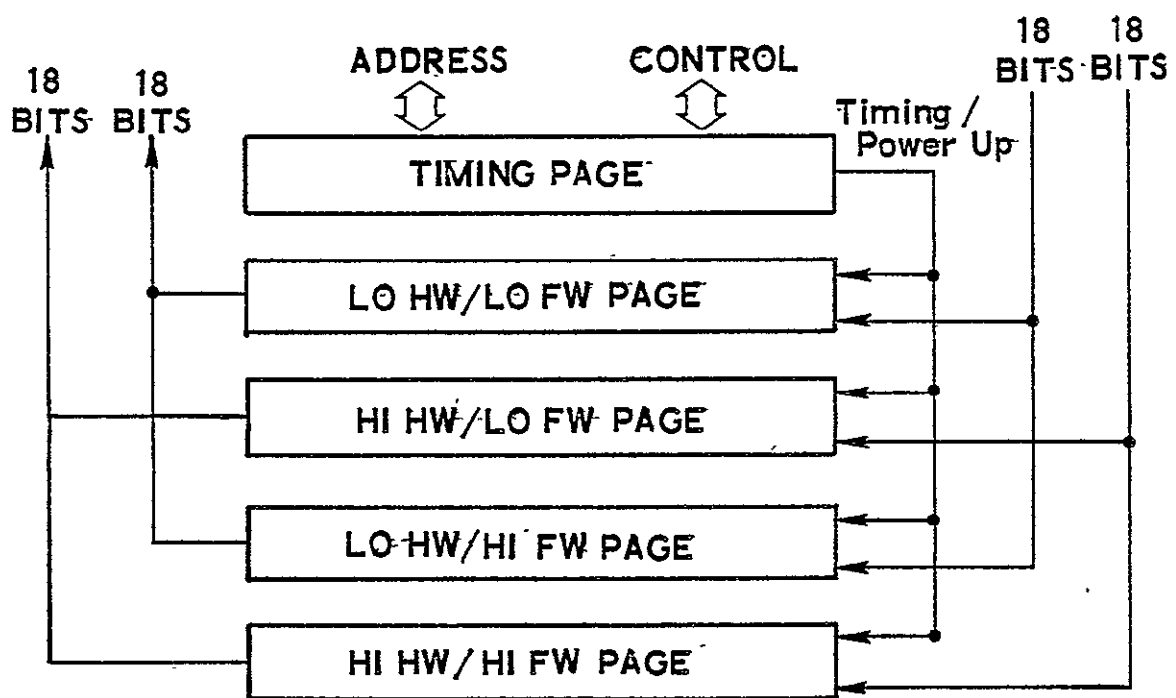 18
BITS
18
BITS
ADDRESS
CONTROL
18
BITS
18
BITS
Timing /
Power Up
TIMING PAGE
LO HW/LO FW PAGE
HI HW/LO FW PAGE
LO HW/HI FW PAGE
HI HW/HI FW PAGE